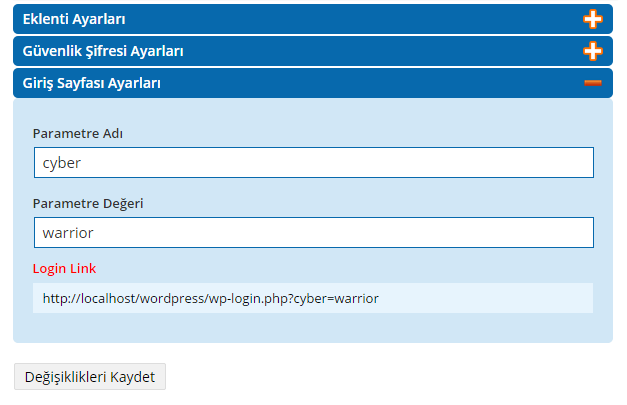 Eklenti Ayarları
Güvenlik Şifresi Ayarları
Giriş Sayfası Ayarları
Parametre Adı
cyber
Parametre Değeri
warrior
Login Link
http://localhost/wordpress/wp-login.php?cyber=warrior
Değişiklikleri Kaydet